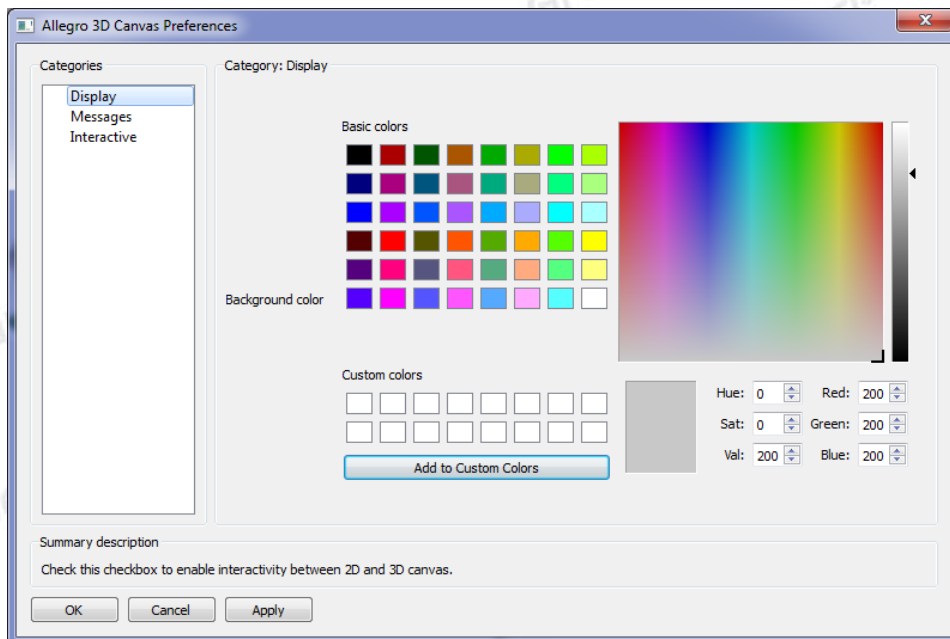 Allegro 3D Canvas Preferences
Categories
Display
Messages
Interactive
Category: Display
Background color
Basic colors
Custom colors
Add to Custom Colors
Hue: 0 Red: 200
Sat: 0 Green: 200
Val: 200 Blue: 200
Summary description
Check this checkbox to enable interactivity between 2D and 3D canvas.
OK Cancel Apply